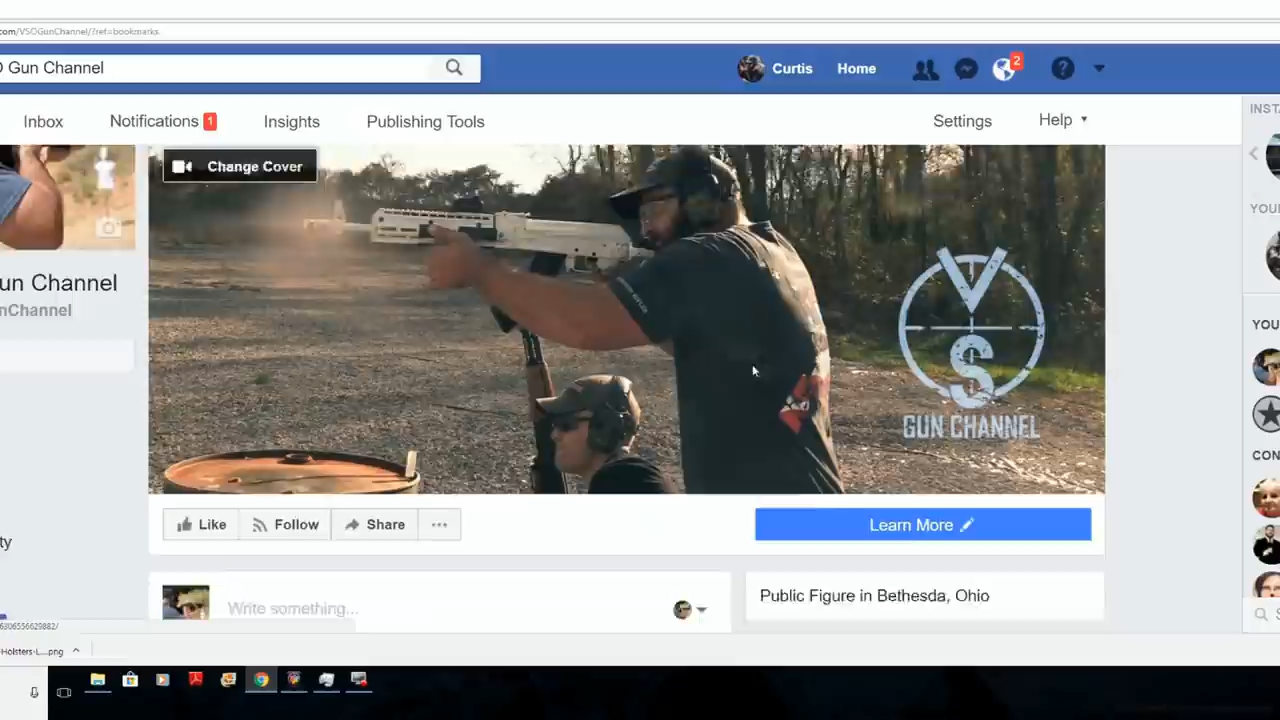 com/VSOGunChannel/?ref=bookmarks
Gun Channel
Curtis
Home
2
Inbox
Notifications 1
Insights
Publishing Tools
Settings
Help
INST
Change Cover
YOU
un Channel
nChannel
VS
GUN CHANNEL
YOU
CON
Like
Follow
Share
Learn More
ty
Write something...
Public Figure in Bethesda, Ohio
6306556629882/
Holsters-L....png